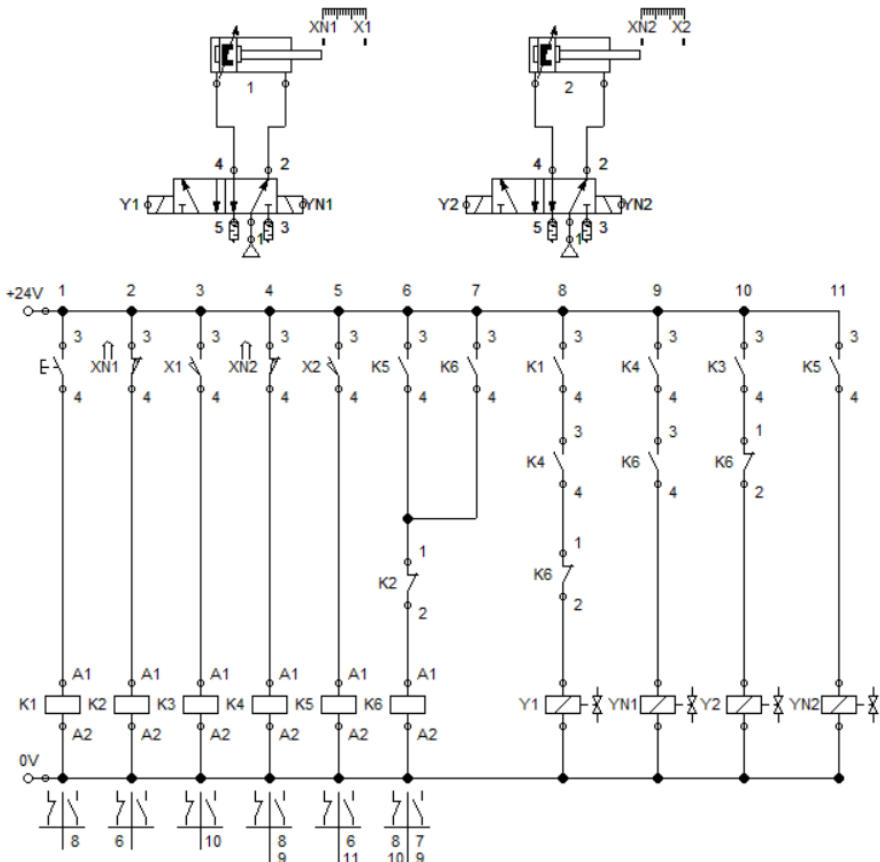 XN1 X1 XN2 X2
1 2
4 2 4 2
Y1 YN1 Y2 YN2
5 1 3 5 1 3
1 2 3 4 5 6 7 8 9 10 11
+24V
3 3 3 3 3 3 3 3 3 3 3
XN1 X1 XN2 X2 K5 K6 K1 K4 K3 K5
4 4 4 4 4 4 4 4 4 4 4
3 3 1
K4 K6 K6
4 4 2
1 1
K2 K6
2 2
A1 A1 A1 A1 A1 A1
K1 K2 K3 K4 K5 K6 Y1 YN1 Y2 YN2
A2 A2 A2 A2 A2 A2
0V
8 6 10 8 6 8 7
9 11 10 9